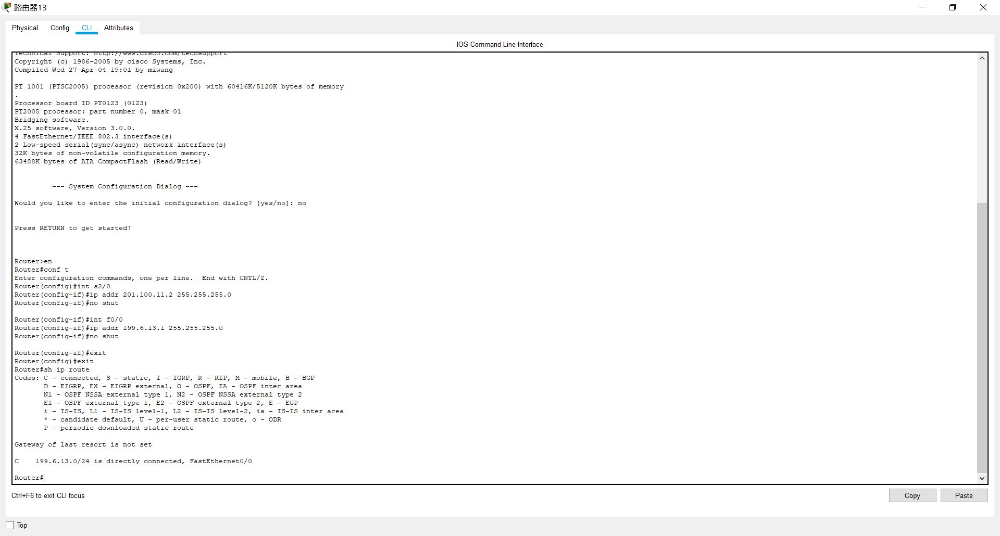 路由器13
Physical Config CLI Attributes
IOS Command Line Interface
Technical Support: http://www.cisco.com/techsupport
Copyright (c) 1986-2005 by cisco Systems, Inc.
Compiled Wed 27-Apr-04 19:01 by miwang
PT 1001 (PTSC2005) processor (revision 0x200) with 60416K/5120K bytes of memory
.
Processor board ID PT0123 (0123)
PT2005 processor: part number 0, mask 01
Bridging software.
X.25 software, Version 3.0.0.
4 FastEthernet/IEEE 802.3 interface(s)
2 Low-speed serial(sync/async) network interface(s)
32K bytes of non-volatile configuration memory.
63488K bytes of ATA CompactFlash (Read/Write)
--- System Configuration Dialog ---
Would you like to enter the initial configuration dialog? [yes/no]: no
Press RETURN to get started!
Router>en
Router#conf t
Enter configuration commands, one per line.  End with CNTL/Z.
Router(config)#int s2/0
Router(config-if)#ip addr 201.100.11.2 255.255.255.0
Router(config-if)#no shut
Router(config-if)#int f0/0
Router(config-if)#ip addr 199.6.13.1 255.255.255.0
Router(config-if)#no shut
Router(config-if)#exit
Router(config)#exit
Router#sh ip route
Codes: C - connected, S - static, I - IGRP, R - RIP, M - mobile, B - BGP
D - EIGRP, EX - EIGRP external, O - OSPF, IA - OSPF inter area
N1 - OSPF NSSA external type 1, N2 - OSPF NSSA external type 2
E1 - OSPF external type 1, E2 - OSPF external type 2, E - EGP
i - IS-IS, L1 - IS-IS level-1, L2 - IS-IS level-2, ia - IS-IS inter area
* - candidate default, U - per-user static route, o - ODR
P - periodic downloaded static route
Gateway of last resort is not set
C    199.6.13.0/24 is directly connected, FastEthernet0/0
Router#
Ctrl+F6 to exit CLI focus
Copy Paste
Top